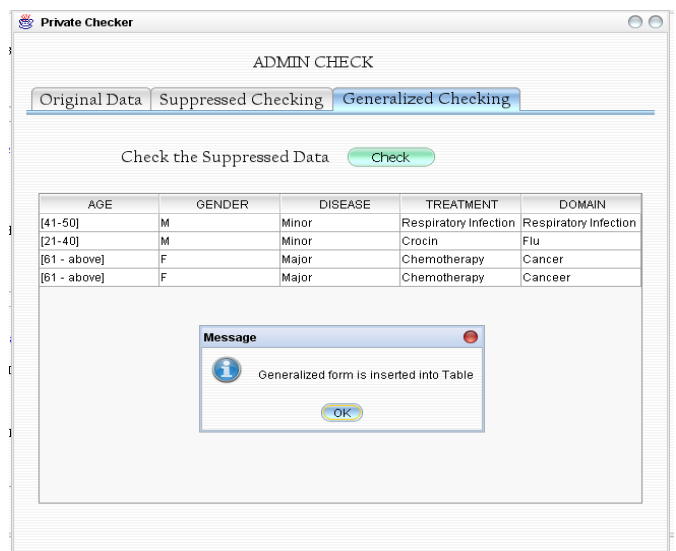 Private Checker
ADMIN CHECK
Original Data Suppressed Checking Generalized Checking
Check the Suppressed Data Check
AGE GENDER DISEASE TREATMENT DOMAIN
[41-50] M Minor Respiratory Infection Respiratory Infection
[21-40] M Minor Crocin Flu
[61 - above] F Major Chemotherapy Cancer
[61 - above] F Major Chemotherapy Canceer
Message
Generalized form is inserted into Table
OK